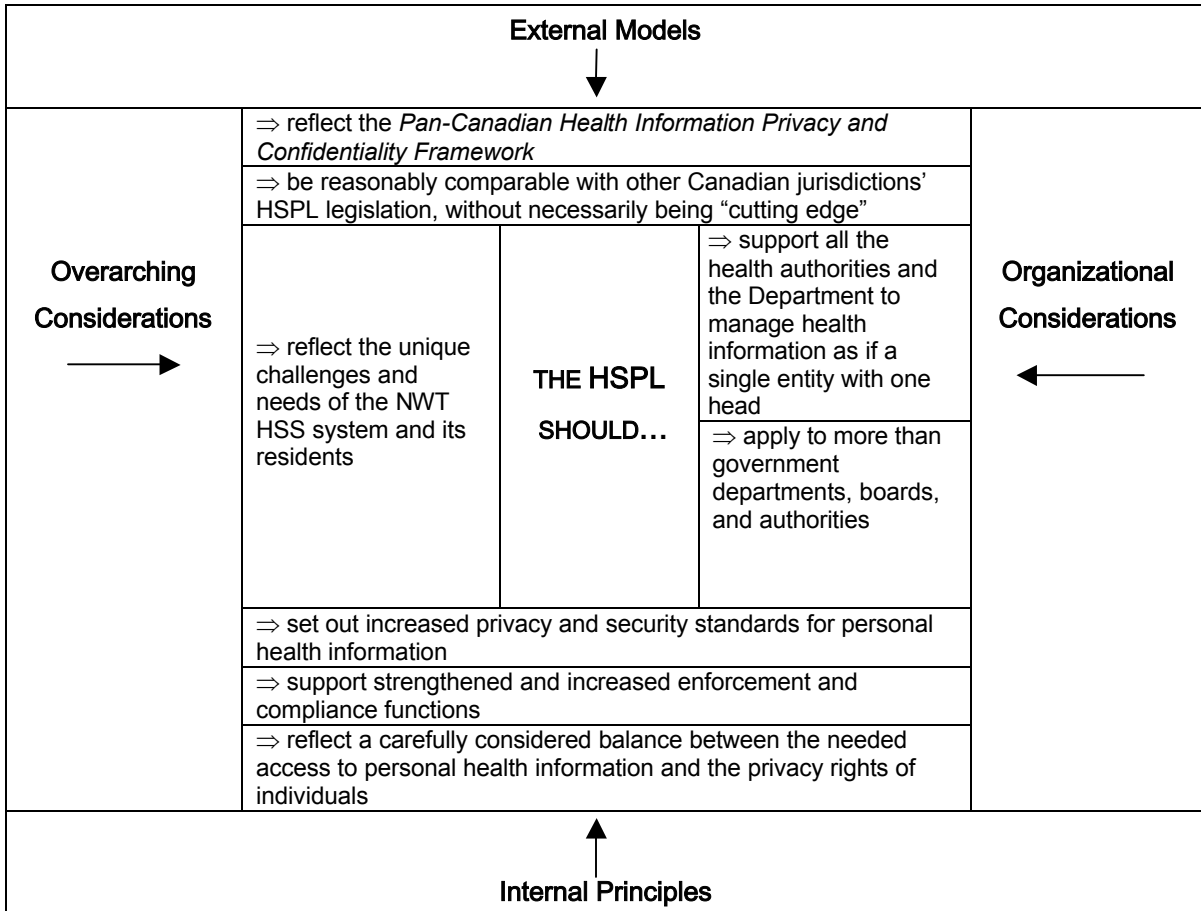 External Models
⇒ reflect the Pan-Canadian Health Information Privacy and
Confidentiality Framework
⇒ be reasonably comparable with other Canadian jurisdictions’
HSPL legislation, without necessarily being “cutting edge”
Overarching
Considerations
⇒ reflect the unique
challenges and
needs of the NWT
HSS system and its
residents
THE HSPL
SHOULD…
⇒ support all the
health authorities and
the Department to
manage health
information as if a
single entity with one
head
⇒ apply to more than
government
departments, boards,
and authorities
Organizational
Considerations
⇒ set out increased privacy and security standards for personal
health information
⇒ support strengthened and increased enforcement and
compliance functions
⇒ reflect a carefully considered balance between the needed
access to personal health information and the privacy rights of
individuals
Internal Principles